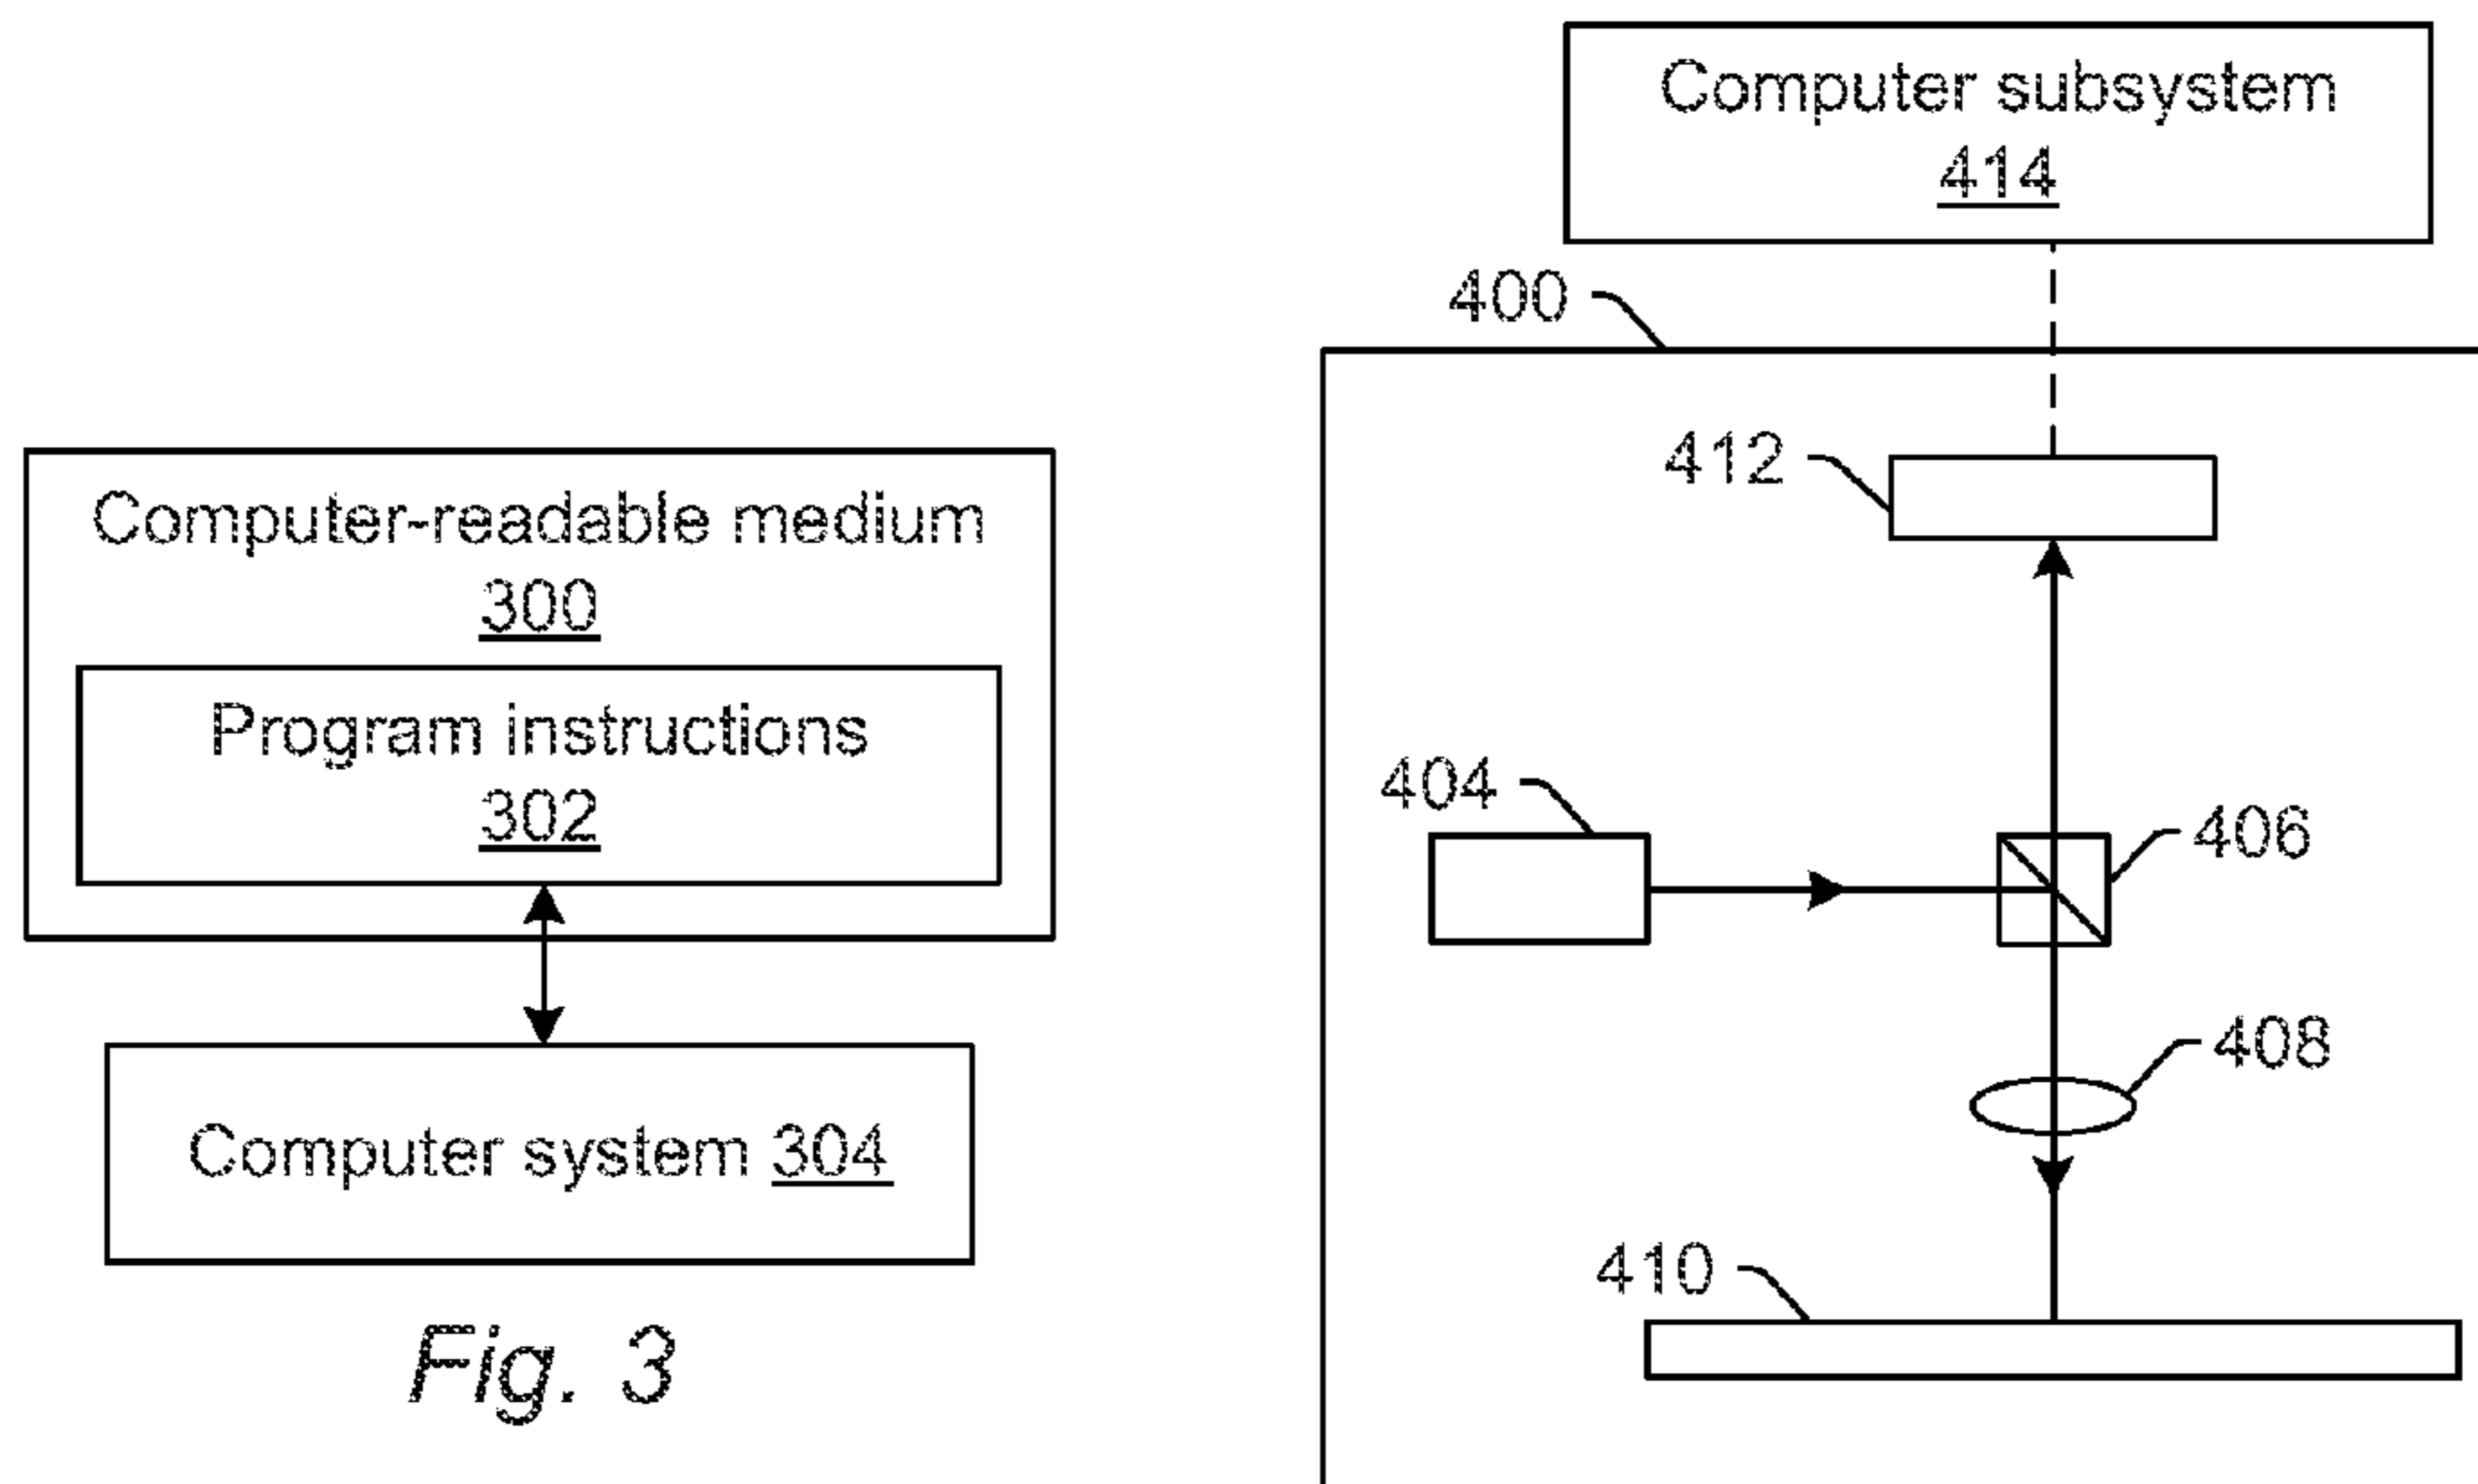 Computer-readable medium
300
Program instructions
302
Computer system 304
Fig. 3
Computer subsystem
414
400
412
404
406
408
410